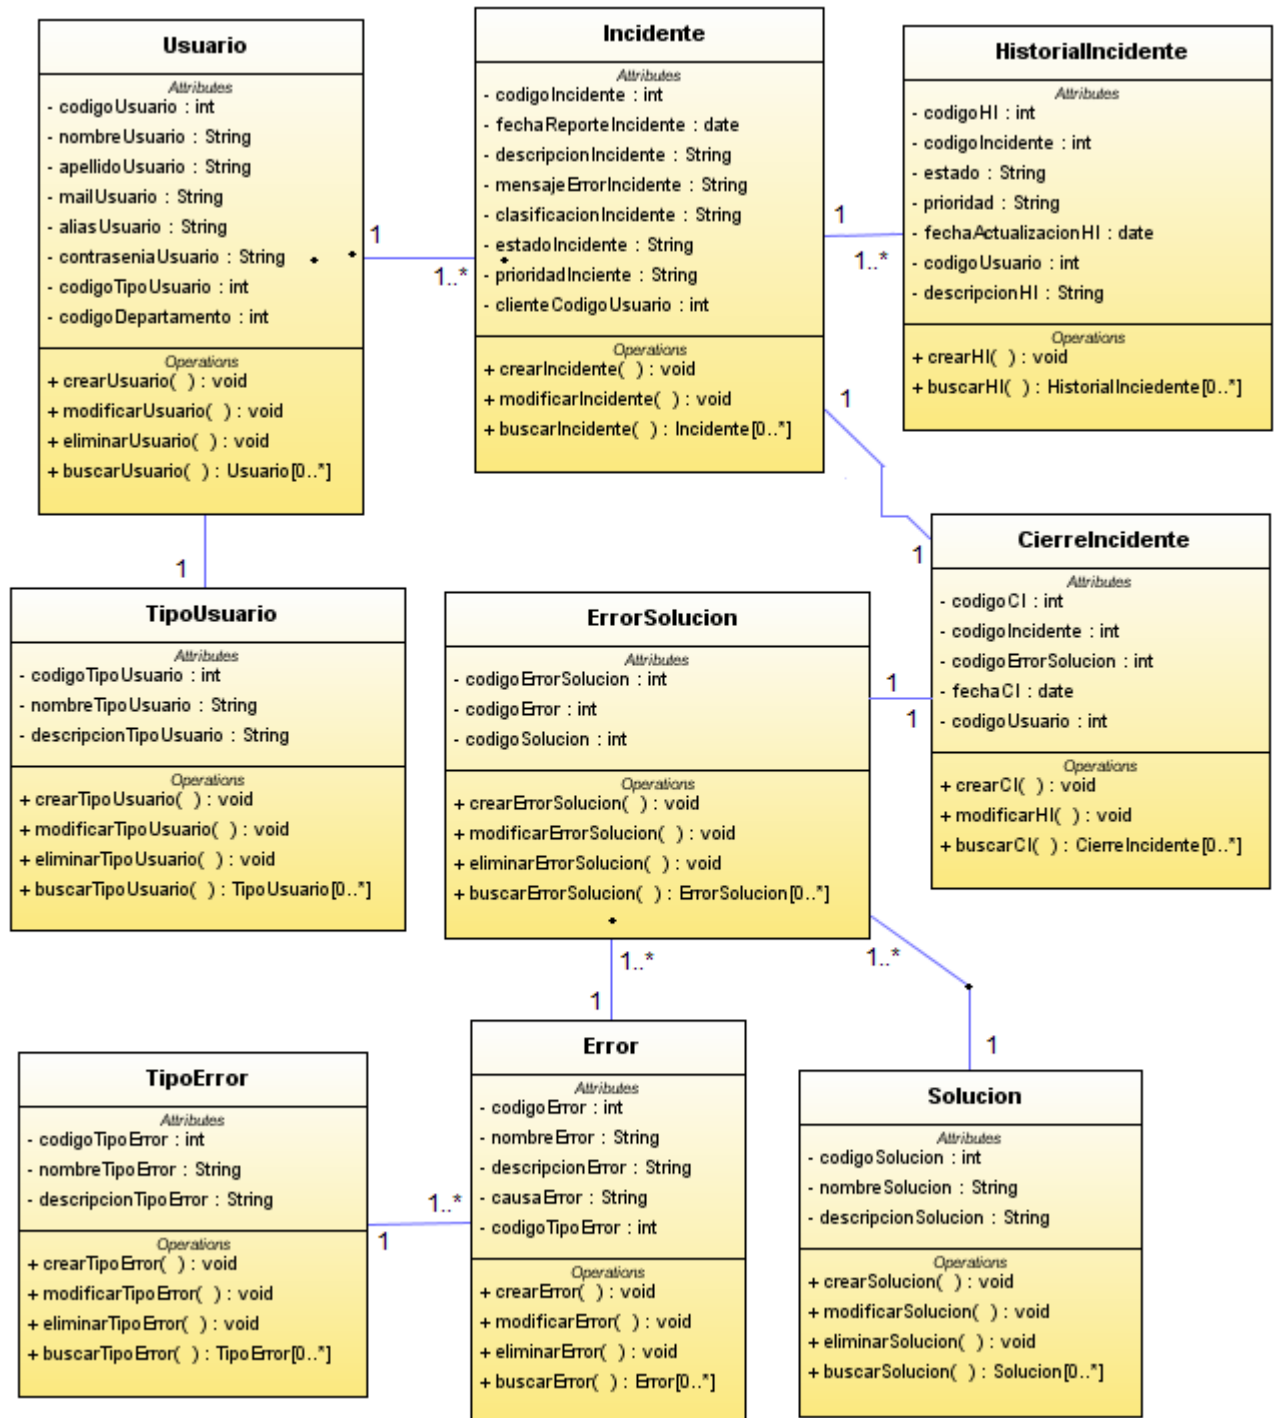 Usuario
Attributes
- codigoUsuario : int
- nombreUsuario : String
- apellidoUsuario : String
- mailUsuario : String
- aliasUsuario : String
- contraseniaUsuario : String
- codigoTipoUsuario : int
- codigoDepartamento : int
Operations
+ crearUsuario( ) : void
+ modificarUsuario( ) : void
+ eliminarUsuario( ) : void
+ buscarUsuario( ) : Usuario[0..*]
1
1..*
Incidente
Attributes
- codigoIncidente : int
- fechaReporteIncidente : date
- descripcionIncidente : String
- mensajeErrorIncidente : String
- clasificacionIncidente : String
- estadoIncidente : String
- prioridadInciente : String
- clienteCodigoUsuario : int
Operations
+ crearIncidente( ) : void
+ modificarIncidente( ) : void
+ buscarIncidente( ) : Incidente[0..*]
1
1..*
HistorialIncidente
Attributes
- codigoHI : int
- codigoIncidente : int
- estado : String
- prioridad : String
- fechaActualizacionHI : date
- codigoUsuario : int
- descripcionHI : String
Operations
+ crearHI( ) : void
+ buscarHI( ) : HistorialInciedente[0..*]
1
1
1
TipoUsuario
Attributes
- codigoTipoUsuario : int
- nombreTipoUsuario : String
- descripcionTipoUsuario : String
Operations
+ crearTipoUsuario( ) : void
+ modificarTipoUsuario( ) : void
+ eliminarTipoUsuario( ) : void
+ buscarTipoUsuario( ) : TipoUsuario[0..*]
ErrorSolucion
Attributes
- codigoErrorSolucion : int
- codigoError : int
- codigoSolucion : int
Operations
+ crearErrorSolucion( ) : void
+ modificarErrorSolucion( ) : void
+ eliminarErrorSolucion( ) : void
+ buscarErrorSolucion( ) : ErrorSolucion[0..*]
1
1
CierreIncidente
Attributes
- codigoCI : int
- codigoIncidente : int
- codigoErrorSolucion : int
- fechaCI : date
- codigoUsuario : int
Operations
+ crearCI( ) : void
+ modificarHI( ) : void
+ buscarCI( ) : CierreIncidente[0..*]
1..*
1..*
1
1
TipoError
Attributes
- codigoTipoError : int
- nombreTipoError : String
- descripcionTipoError : String
Operations
+ crearTipoError( ) : void
+ modificarTipoError( ) : void
+ eliminarTipoError( ) : void
+ buscarTipoError( ) : TipoError[0..*]
1..*
1
Error
Attributes
- codigoError : int
- nombreError : String
- descripcionError : String
- causaError : String
- codigoTipoError : int
Operations
+ crearError( ) : void
+ modificarError( ) : void
+ eliminarError( ) : void
+ buscarError( ) : Error[0..*]
Solucion
Attributes
- codigoSolucion : int
- nombreSolucion : String
- descripcionSolucion : String
Operations
+ crearSolucion( ) : void
+ modificarSolucion( ) : void
+ eliminarSolucion( ) : void
+ buscarSolucion( ) : Solucion[0..*]